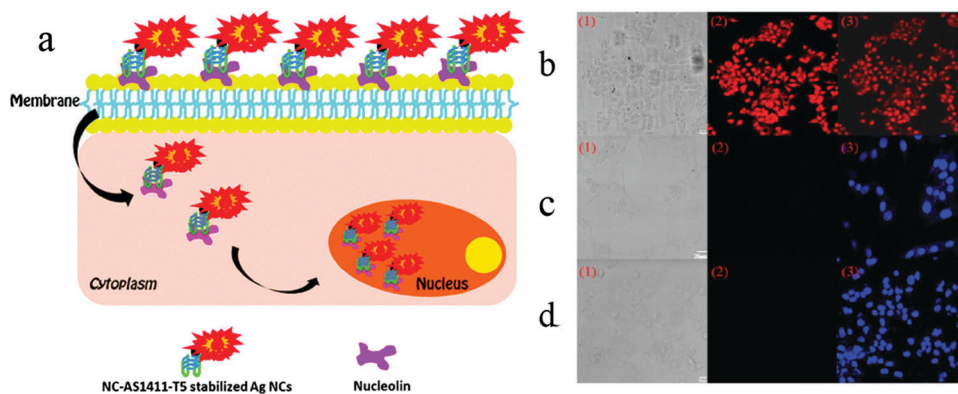 a
Membrane
Cytoplasm
Nucleus
NC-AS1411-T5 stabilized Ag NCs
Nucleolin
b
(1)
(2)
(3)
c
(1)
(2)
(3)
d
(1)
(2)
(3)